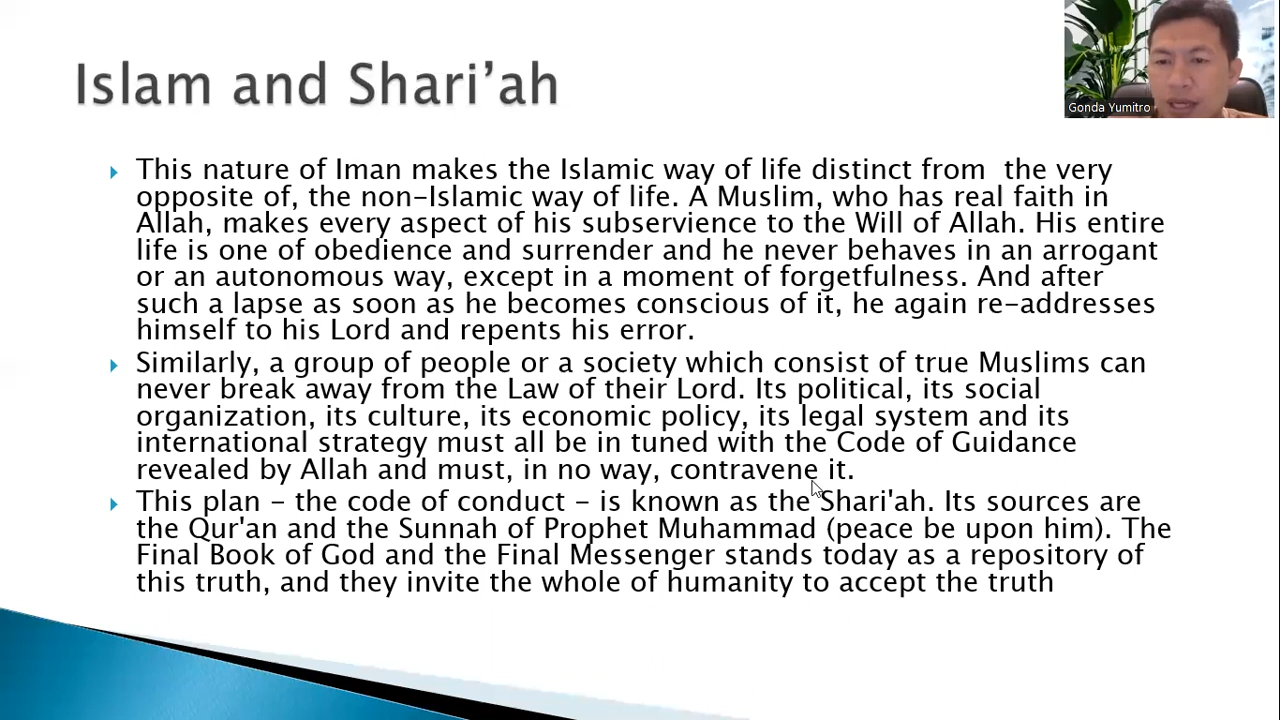 Islam and Shari’ah
Gonda Yumitro
This nature of Iman makes the Islamic way of life distinct from  the very
opposite of, the non-Islamic way of life. A Muslim, who has real faith in
Allah, makes every aspect of his subservience to the Will of Allah. His entire
life is one of obedience and surrender and he never behaves in an arrogant
or an autonomous way, except in a moment of forgetfulness. And after
such a lapse as soon as he becomes conscious of it, he again re-addresses
himself to his Lord and repents his error.
Similarly, a group of people or a society which consist of true Muslims can
never break away from the Law of their Lord. Its political, its social
organization, its culture, its economic policy, its legal system and its
international strategy must all be in tuned with the Code of Guidance
revealed by Allah and must, in no way, contravene it.
This plan – the code of conduct – is known as the Shari'ah. Its sources are
the Qur'an and the Sunnah of Prophet Muhammad (peace be upon him). The
Final Book of God and the Final Messenger stands today as a repository of
this truth, and they invite the whole of humanity to accept the truth